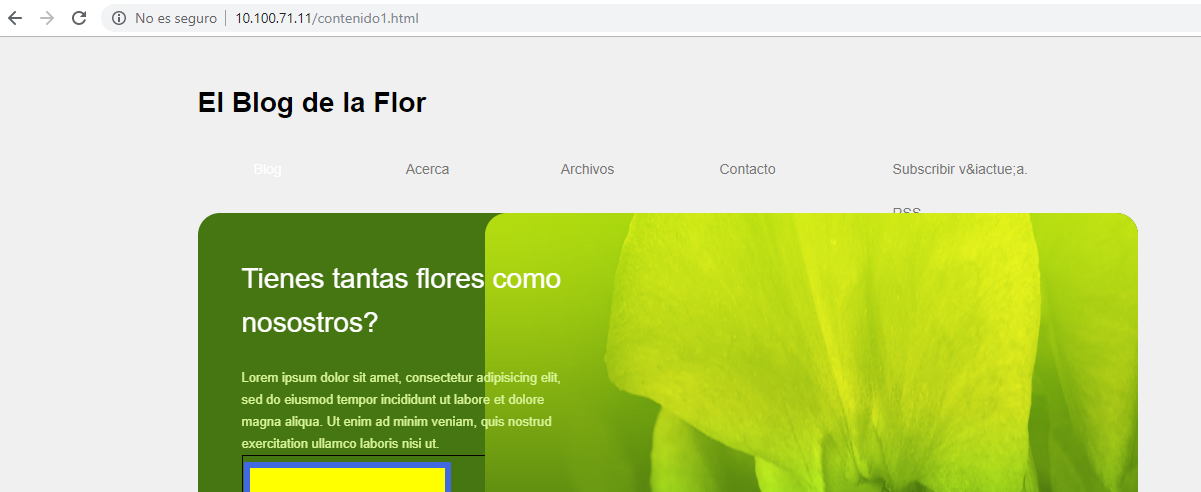 No es seguro | 10.100.71.11/contenido1.html
El Blog de la Flor
Blog Acerca Archivos Contacto Subscribir v&iactue;a.
RSS
Tienes tantas flores como
nosostros?
Lorem ipsum dolor sit amet, consectetur adipisicing elit,
sed do eiusmod tempor incididunt ut labore et dolore
magna aliqua. Ut enim ad minim veniam, quis nostrud
exercitation ullamco laboris nisi ut.